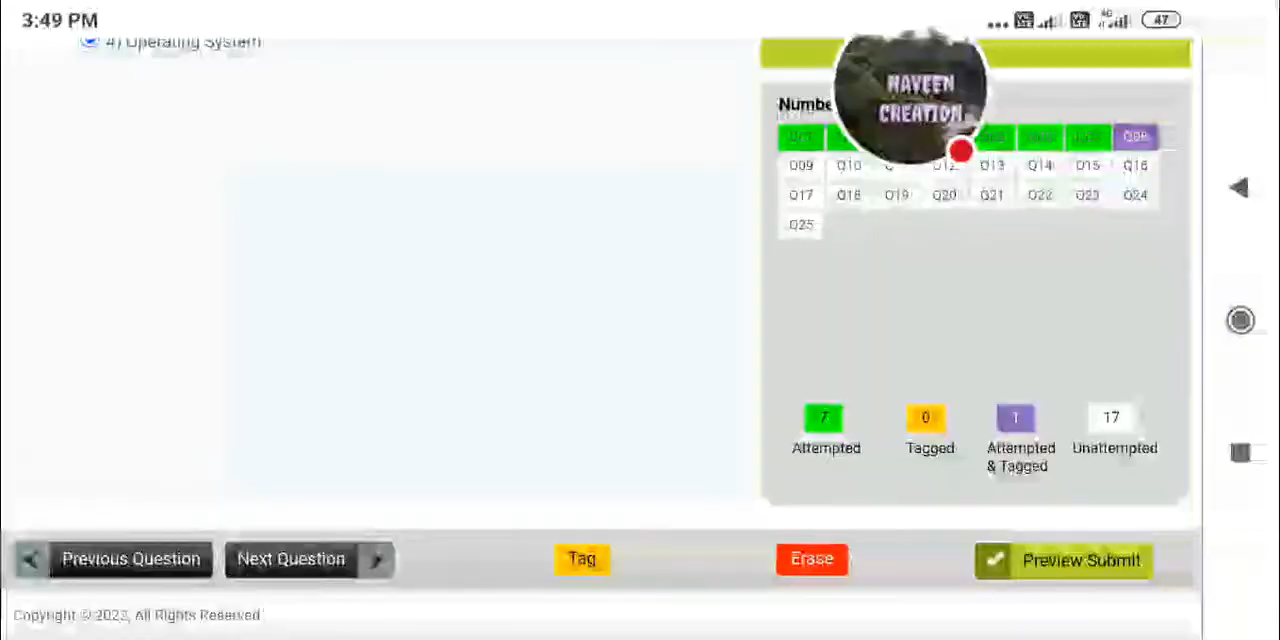 3:49 PM
47
4) Operating System
NAVEEN
CREATION
Q08
Q09 Q10 Q12 Q13 Q14 Q15 Q16
Q17 Q18 Q19 Q20 Q21 Q22 Q23 Q24
Q25
7 0 1 17
Attempted Tagged Attempted & Tagged Unattempted
Previous Question Next Question Tag Erase Preview Submit
Copyright © 2022, All Rights Reserved